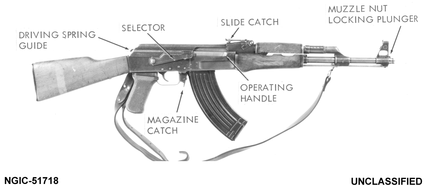 MUZZLE NUT
LOCKING PLUNGER
SLIDE CATCH
SELECTOR
DRIVING SPRING
GUIDE
OPERATING
HANDLE
MAGAZINE
CATCH
NGIC-51718
UNCLASSIFIED